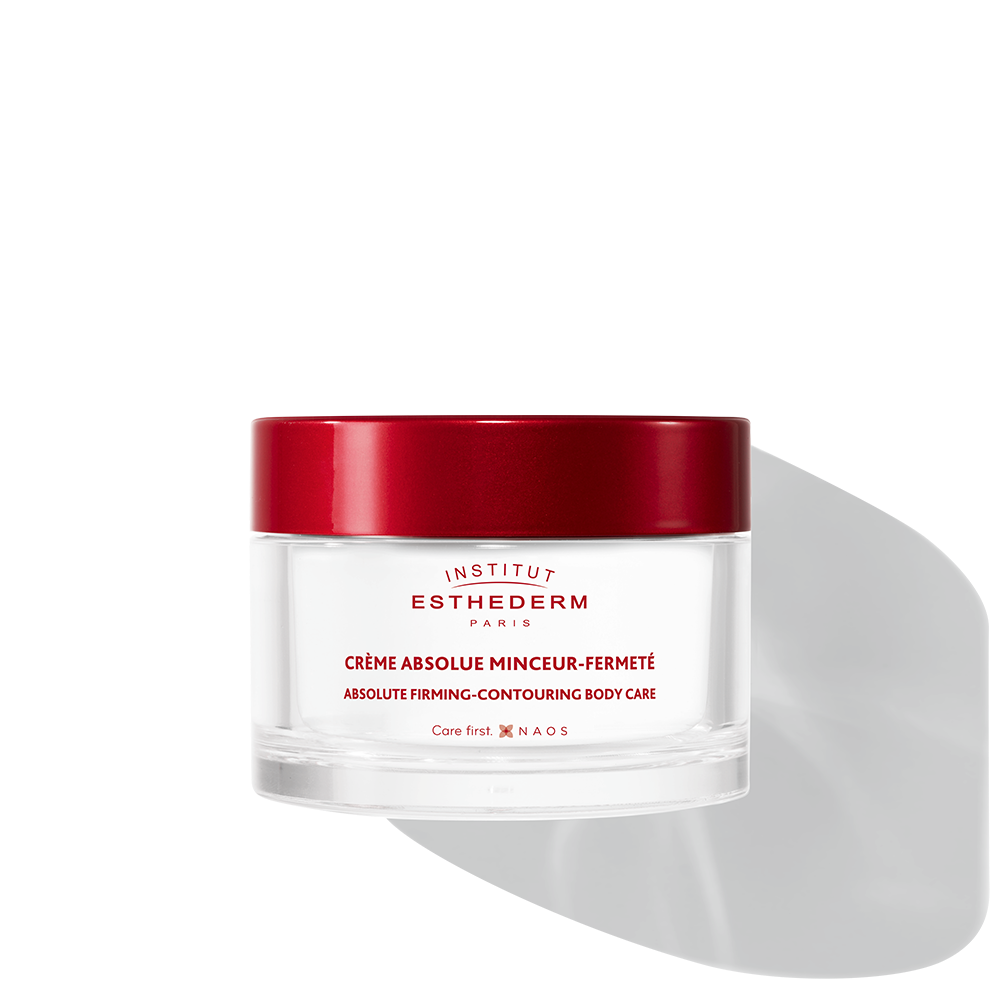 INSTITUT
ESTHEDERM
PARIS
CRÈME ABSOLUE MINCEUR-FERMETÉ
ABSOLUTE FIRMING-CONTOURING BODY CARE
Care first. NAOS